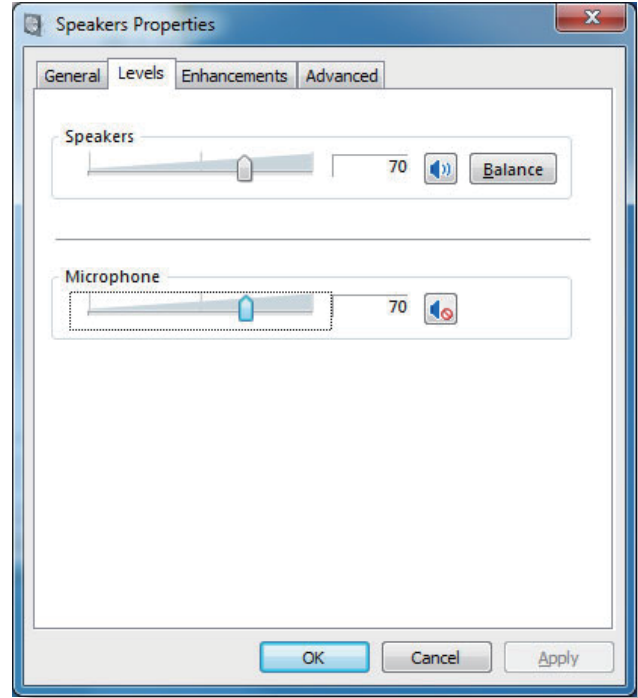 Speakers Properties
General Levels Enhancements Advanced
Speakers
70 Balance
Microphone
70
OK Cancel Apply